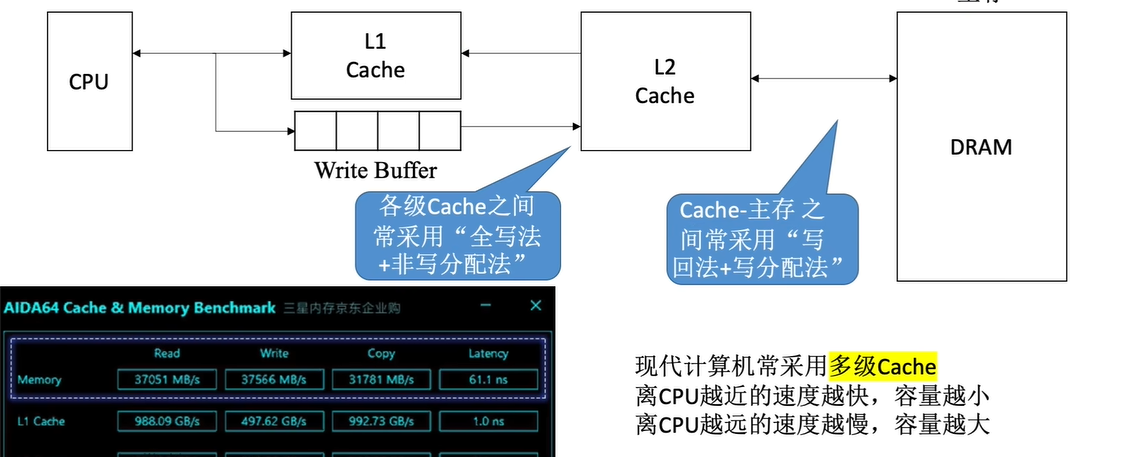 CPU
L1
Cache
L2
Cache
DRAM
Write Buffer
各级Cache之间
常采用“全写法
+非写分配法”
Cache-主存 之
间常采用“写
回法+写分配法”
AIDA64 Cache & Memory Benchmark 三星内存京东企业购
Read Write Copy Latency
Memory 37051 MB/s 37566 MB/s 31781 MB/s 61.1 ns
L1 Cache 988.09 GB/s 497.62 GB/s 992.73 GB/s 1.0 ns
现代计算机常采用多级Cache
离CPU越近的速度越快，容量越小
离CPU越远的速度越慢，容量越大